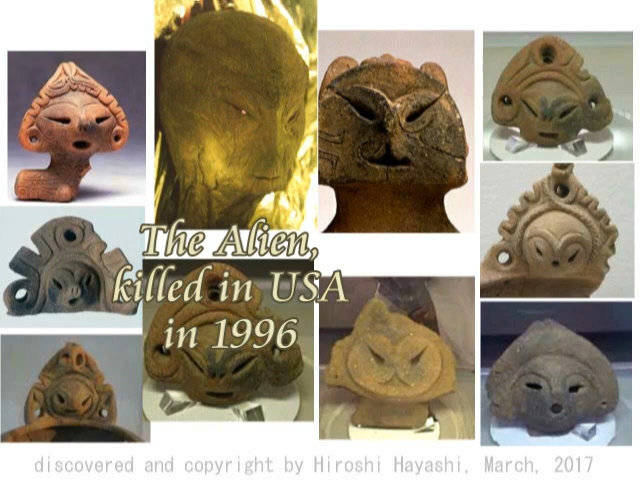 The Alien,
killed in USA
in 1996
discovered and copyright by Hiroshi Hayashi, March, 2017